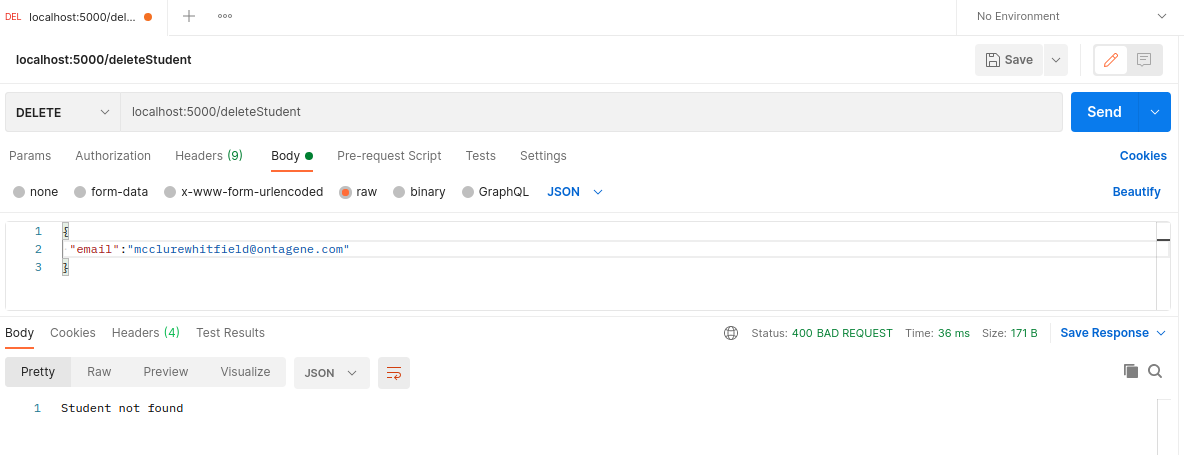 DEL localhost:5000/del... No Environment
localhost:5000/deleteStudent Save
DELETE localhost:5000/deleteStudent Send
Params Authorization Headers (9) Body Pre-request Script Tests Settings Cookies
none form-data x-www-form-urlencoded raw binary GraphQL JSON Beautify
1 {
2 "email":"mcclurewhitfield@ontagene.com"
3 }
Body Cookies Headers (4) Test Results Status: 400 BAD REQUEST Time: 36 ms Size: 171 B Save Response
Pretty Raw Preview Visualize JSON
1 Student not found